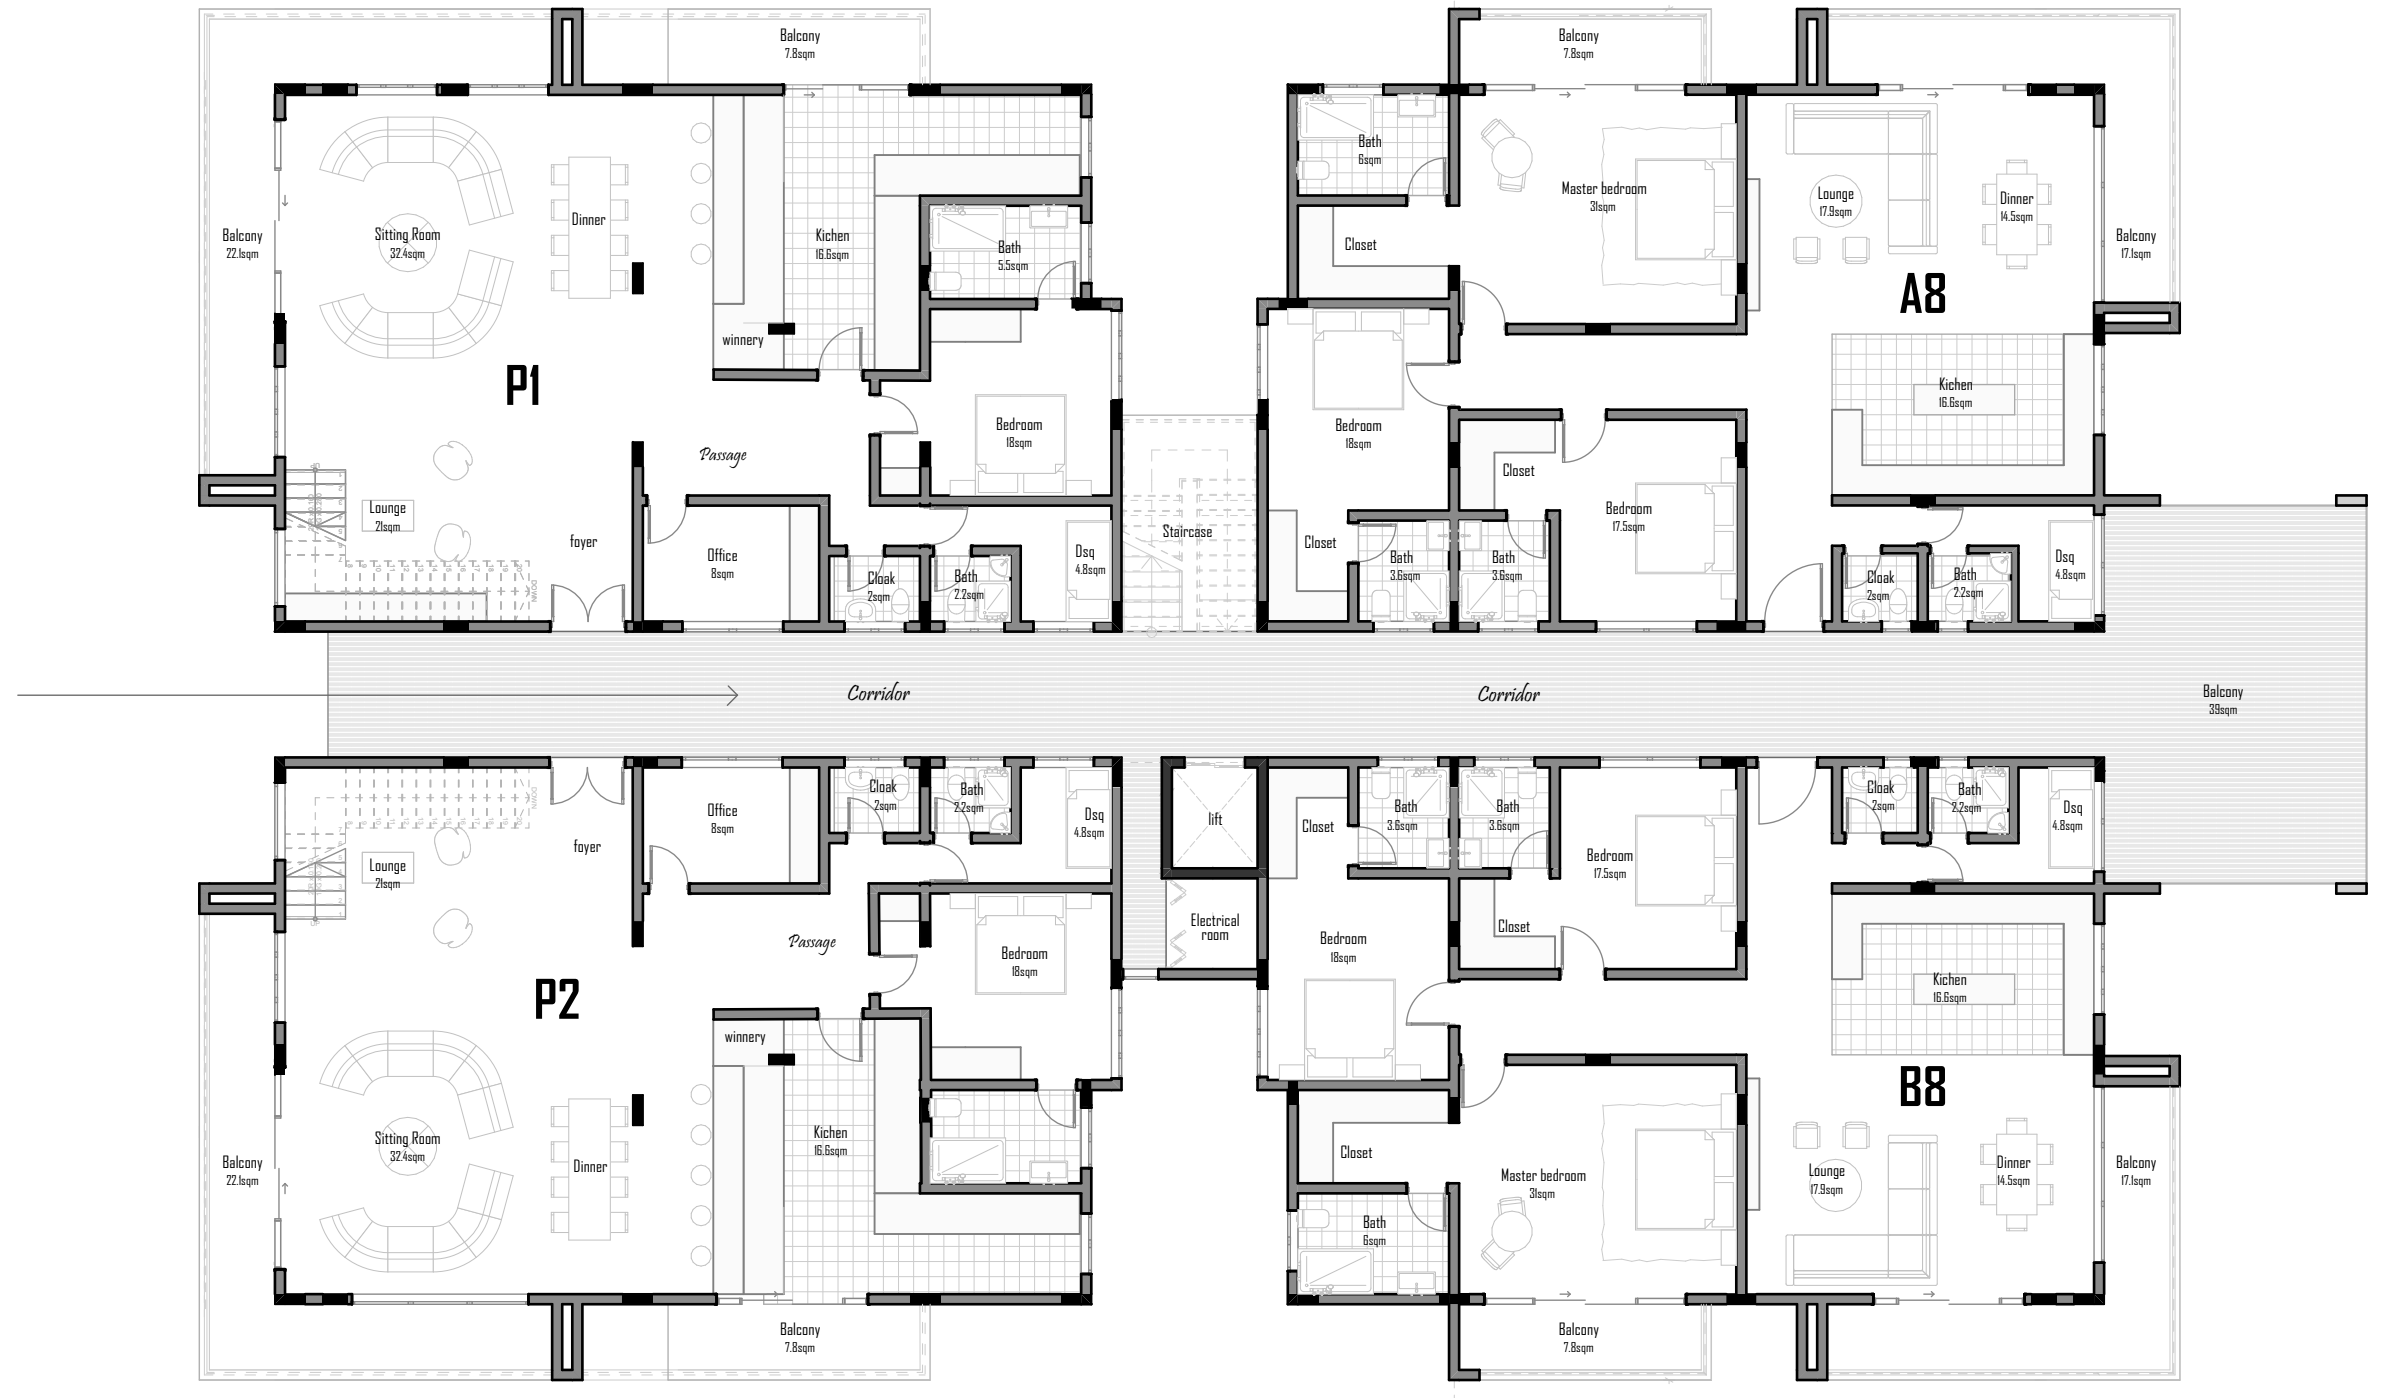 Balcony
7.8sqm
Balcony
7.8sqm
Bath
6sqm
Master bedroom
31sqm
Lounge
17.9sqm
Dinner
14.5sqm
Balcony
17.1sqm
Balcony
22.1sqm
Sitting Room
32.4sqm
Dinner
Kichen
16.6sqm
Bath
5.5sqm
Closet
A8
winnery
P1
Kichen
16.6sqm
Bedroom
18sqm
Bedroom
18sqm
Passage
Closet
Lounge
21sqm
foyer
Office
8sqm
Cloak
2sqm
Bath
2.2sqm
Dsq
4.8sqm
Staircase
Closet
Bath
3.6sqm
Bath
3.6sqm
Bedroom
17.5sqm
Cloak
2sqm
Bath
2.2sqm
Dsq
4.8sqm
DOWN
Corridor
Corridor
Balcony
39sqm
DOWN
Lounge
21sqm
foyer
Office
8sqm
Cloak
2sqm
Bath
2.2sqm
Dsq
4.8sqm
lift
Closet
Bath
3.6sqm
Bath
3.6sqm
Bedroom
17.5sqm
Cloak
2sqm
Bath
2.2sqm
Dsq
4.8sqm
Passage
Bedroom
18sqm
Electrical
room
Bedroom
18sqm
Closet
Kichen
16.6sqm
P2
winnery
B8
Balcony
22.1sqm
Sitting Room
32.4sqm
Dinner
Kichen
16.6sqm
Closet
Master bedroom
31sqm
Bath
6sqm
Lounge
17.9sqm
Dinner
14.5sqm
Balcony
17.1sqm
Balcony
7.8sqm
Balcony
7.8sqm